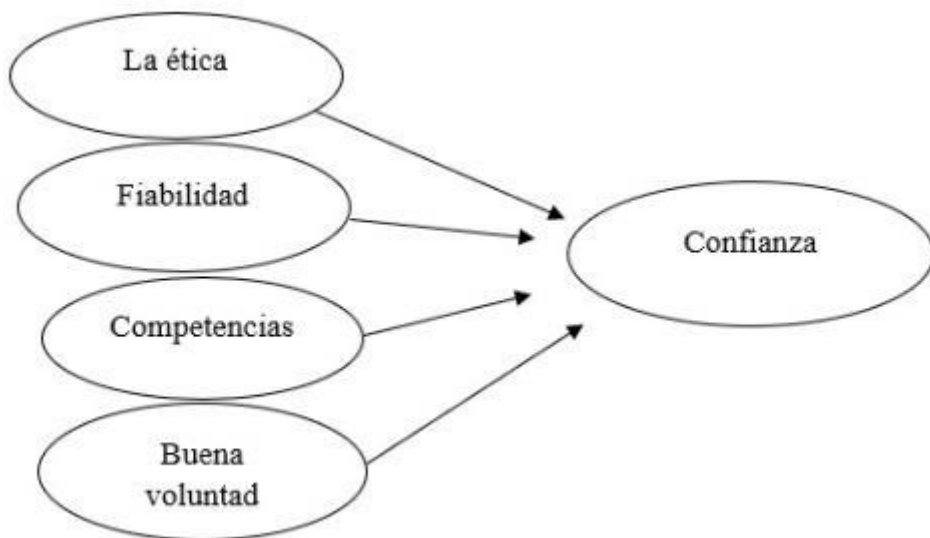 La ética
Fiabilidad
Competencias
Buena
voluntad
Confianza